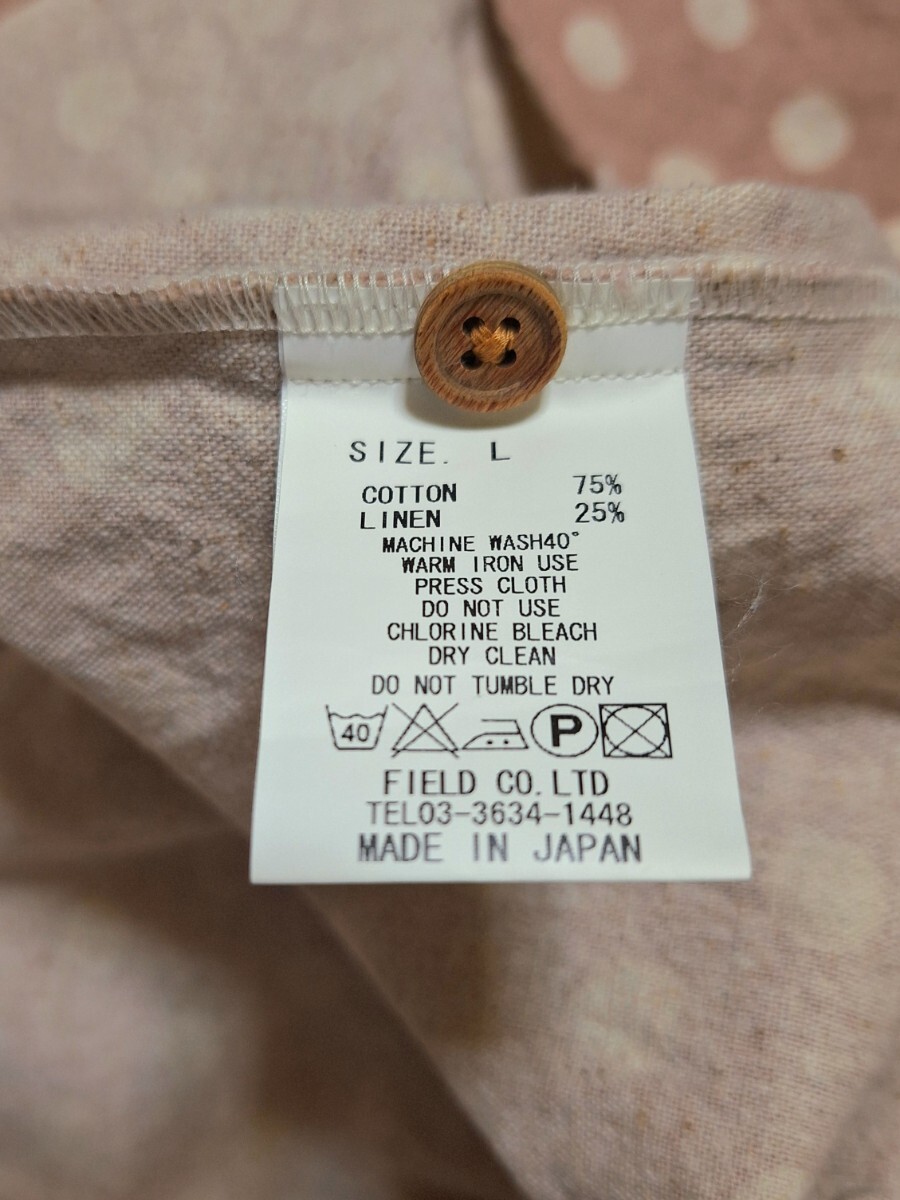 SIZE. L
COTTON 75%
LINEN 25%
MACHINE WASH40°
WARM IRON USE
PRESS CLOTH
DO NOT USE
CHLORINE BLEACH
DRY CLEAN
DO NOT TUMBLE DRY
40 P
FIELD CO.LTD
TEL03-3634-1448
MADE IN JAPAN